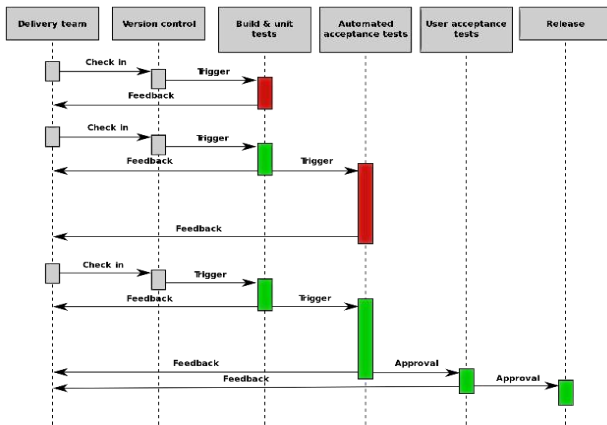 Delivery team
Version control
Build & unit
tests
Automated
acceptance tests
User acceptance
tests
Release
Check in
Trigger
Feedback
Check in
Trigger
Feedback
Trigger
Feedback
Check in
Trigger
Feedback
Trigger
Feedback
Approval
Feedback
Approval